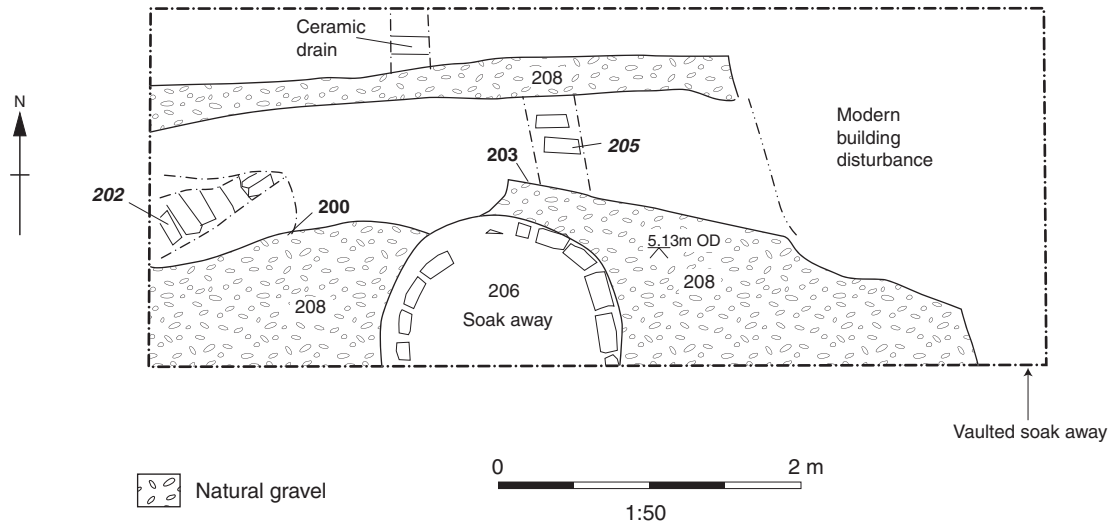 Ceramic
drain
208
N
Modern
building
disturbance
203
205
202
200
5.13m OD
206
208
208
Soak away
Vaulted soak away
0
2 m
Natural gravel
1:50